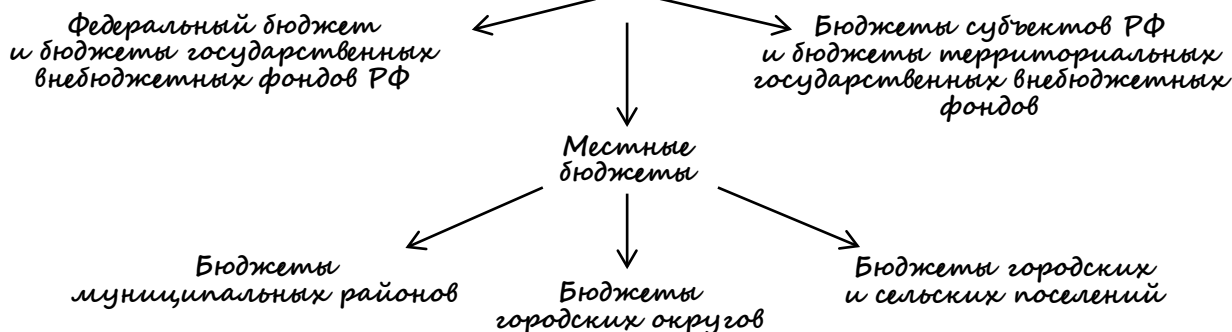 Федеральный бюджет
и бюджеты государственных
внебюджетных фондов РФ
Бюджеты субъектов РФ
и бюджеты территориальных
государственных внебюджетных
фондов
Местные
бюджеты
Бюджеты
муниципальных районов
Бюджеты
городских округов
Бюджеты городских
и сельских поселений